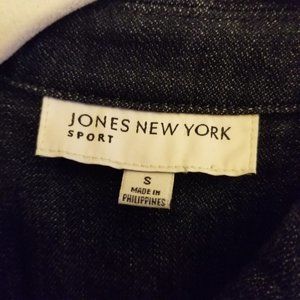 JONES NEW YORK
SPORT
S
MADE IN
PHILIPPINES